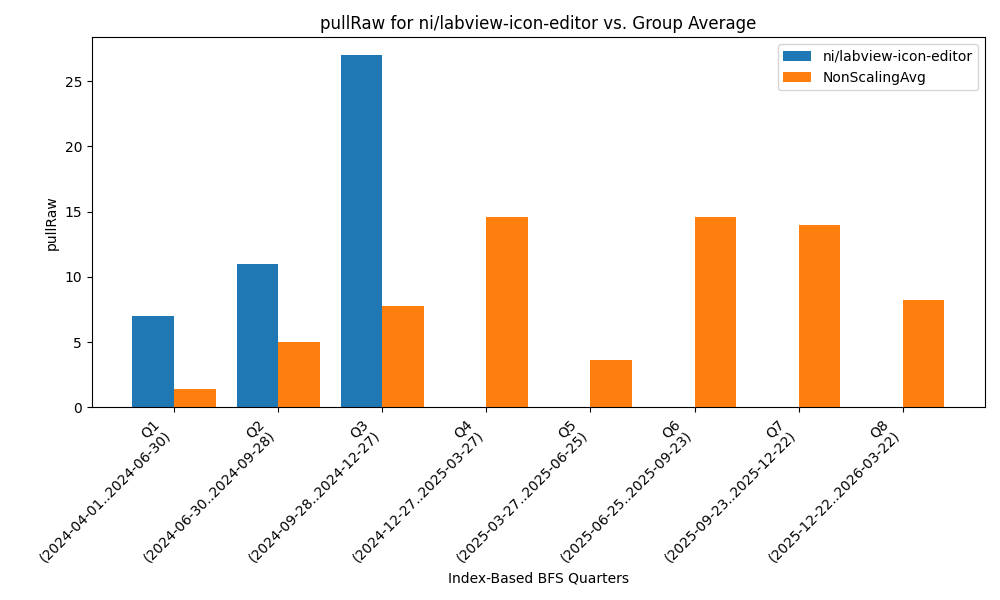 pullRaw for ni/labview-icon-editor vs. Group Average
ni/labview-icon-editor
NonScalingAvg
pullRaw
25
20
15
10
5
0
Q1
(2024-04-01..2024-06-30)
Q2
(2024-06-30..2024-09-28)
Q3
(2024-09-28..2024-12-27)
Q4
(2024-12-27..2025-03-27)
Q5
(2025-03-27..2025-06-25)
Q6
(2025-06-25..2025-09-23)
Q7
(2025-09-23..2025-12-22)
Q8
(2025-12-22..2026-03-22)
Index-Based BFS Quarters